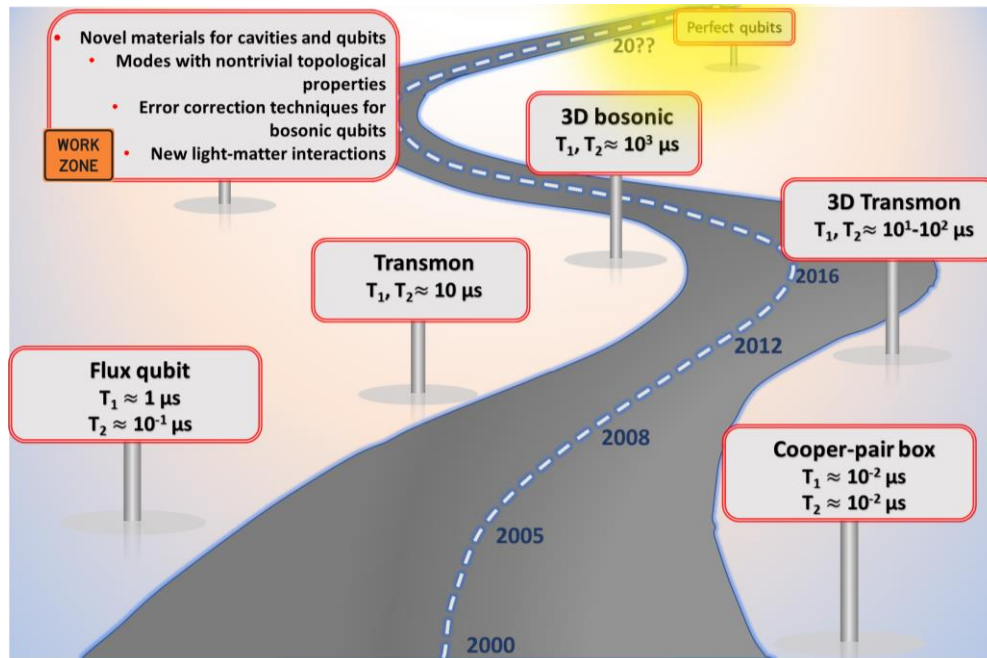 • Novel materials for cavities and qubits
• Modes with nontrivial topological
properties
• Error correction techniques for
bosonic qubits
• New light-matter interactions
WORK
ZONE
20??
Perfect qubits
3D bosonic
T₁, T₂ ≈ 10³ µs
3D Transmon
T₁, T₂ ≈ 10¹-10² µs
2016
Transmon
T₁, T₂ ≈ 10 µs
2012
Flux qubit
T₁ ≈ 1 µs
T₂ ≈ 10⁻¹ µs
2008
Cooper-pair box
T₁ ≈ 10⁻² µs
T₂ ≈ 10⁻² µs
2005
2000